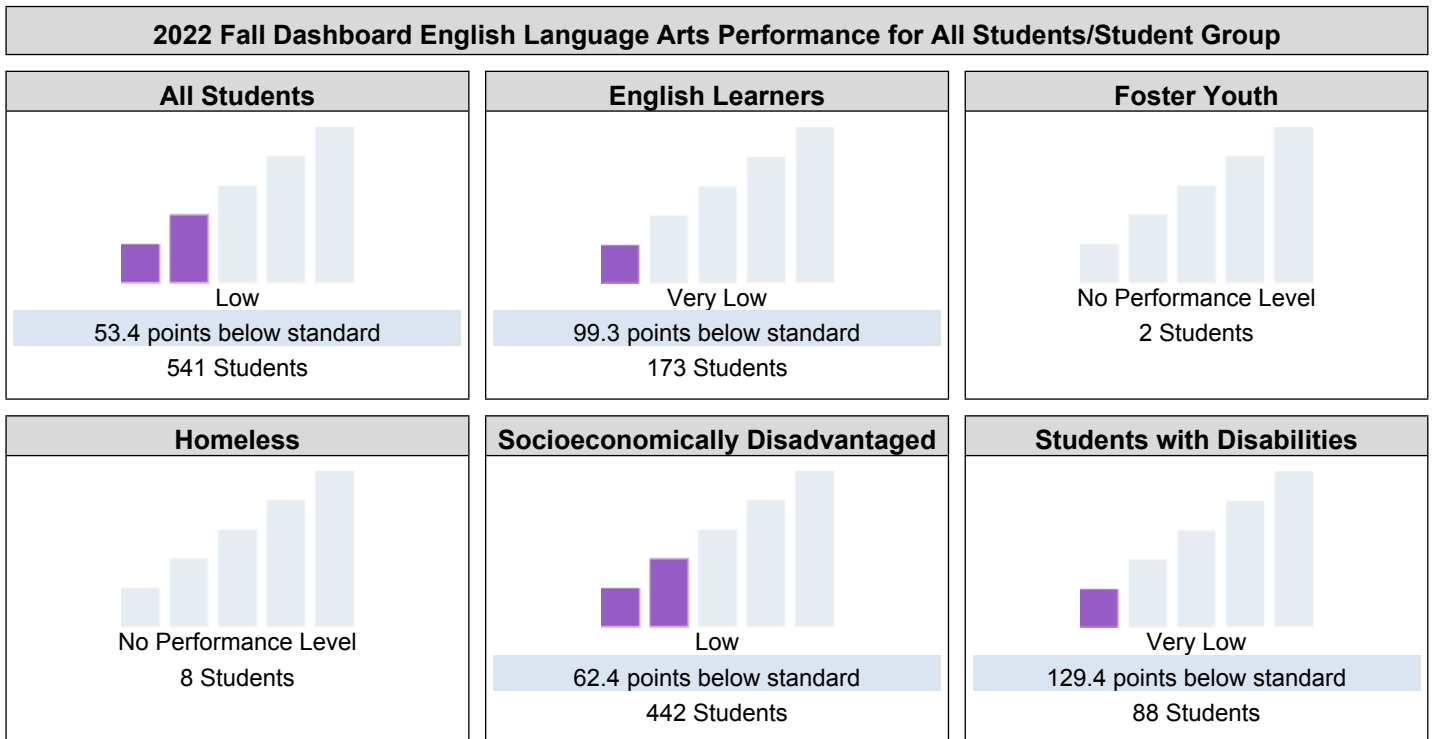 2022 Fall Dashboard English Language Arts Performance for All Students/Student Group
All Students
Low
53.4 points below standard
541 Students
English Learners
Very Low
99.3 points below standard
173 Students
Foster Youth
No Performance Level
2 Students
Homeless
No Performance Level
8 Students
Socioeconomically Disadvantaged
Low
62.4 points below standard
442 Students
Students with Disabilities
Very Low
129.4 points below standard
88 Students